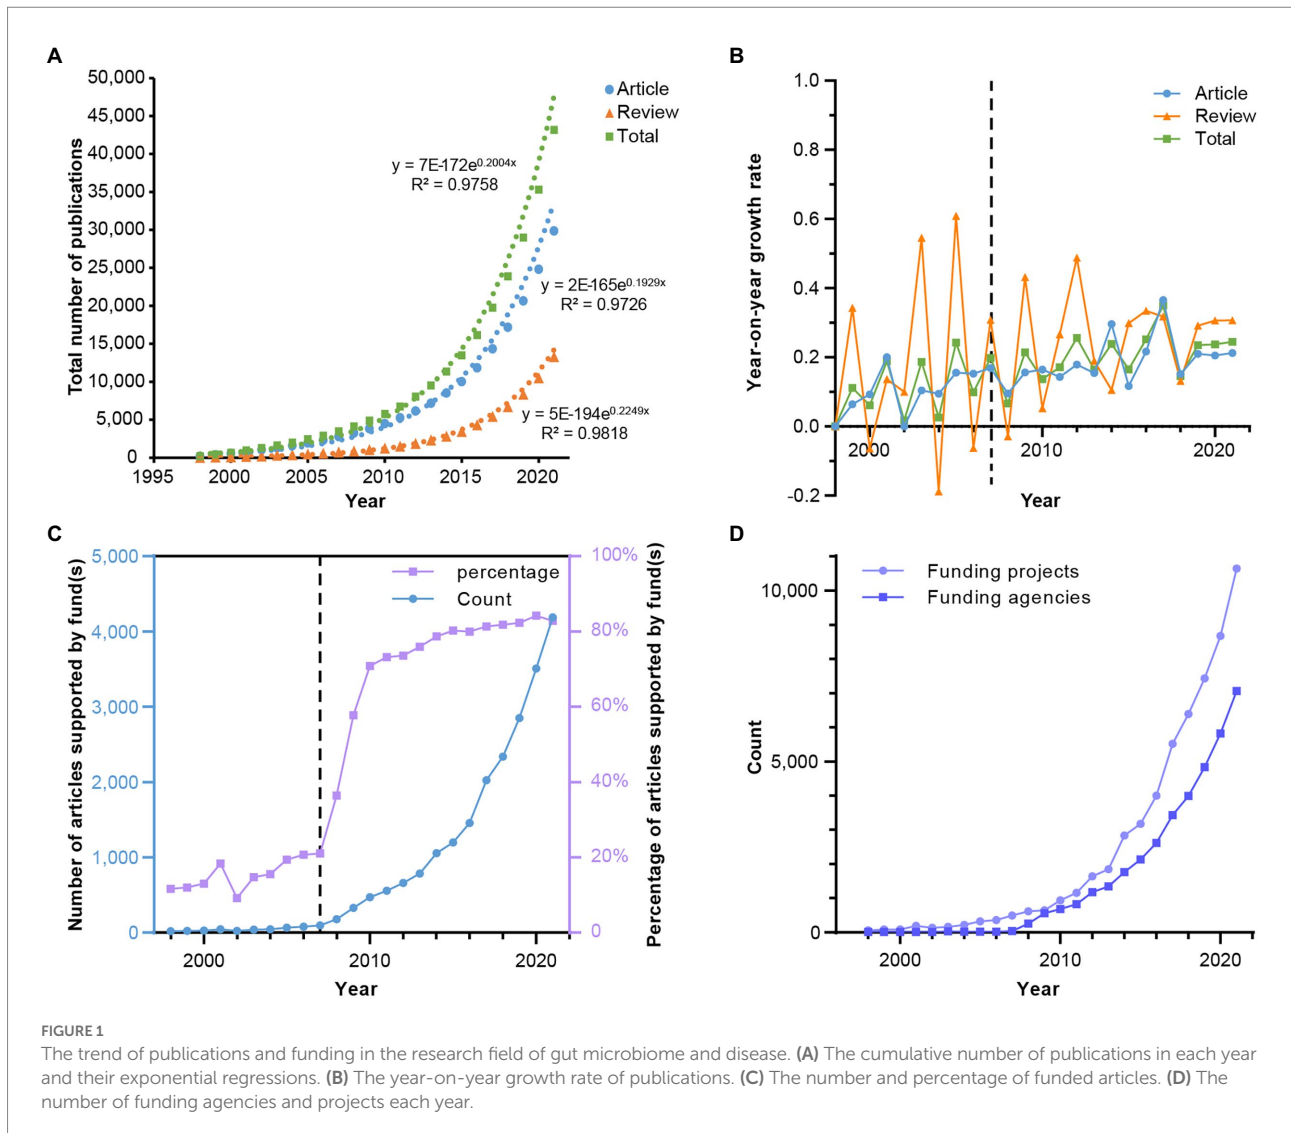 A
50,000
45,000
40,000
35,000
30,000
25,000
20,000
15,000
10,000
5,000
0
Total number of publications
1995 2000 2005 2010 2015 2020
Year
Article
Review
Total
y = 7E-172e0.2004x
R² = 0.9758
y = 2E-165e0.1929x
R² = 0.9726
y = 5E-194e0.2249x
R² = 0.9818
B
1.0
0.8
0.6
0.4
0.2
0.0
-0.2
Year-on-year growth rate
2000 2010 2020
Year
Article
Review
Total
C
5,000
4,000
3,000
2,000
1,000
0
Number of articles supported by fund(s)
percentage
Count
100%
80%
60%
40%
20%
0
Percentage of articles supported by fund(s)
2000 2010 2020
Year
D
10,000
5,000
0
Count
Funding projects
Funding agencies
2000 2010 2020
Year
FIGURE 1
The trend of publications and funding in the research field of gut microbiome and disease. (A) The cumulative number of publications in each year
and their exponential regressions. (B) The year-on-year growth rate of publications. (C) The number and percentage of funded articles. (D) The
number of funding agencies and projects each year.